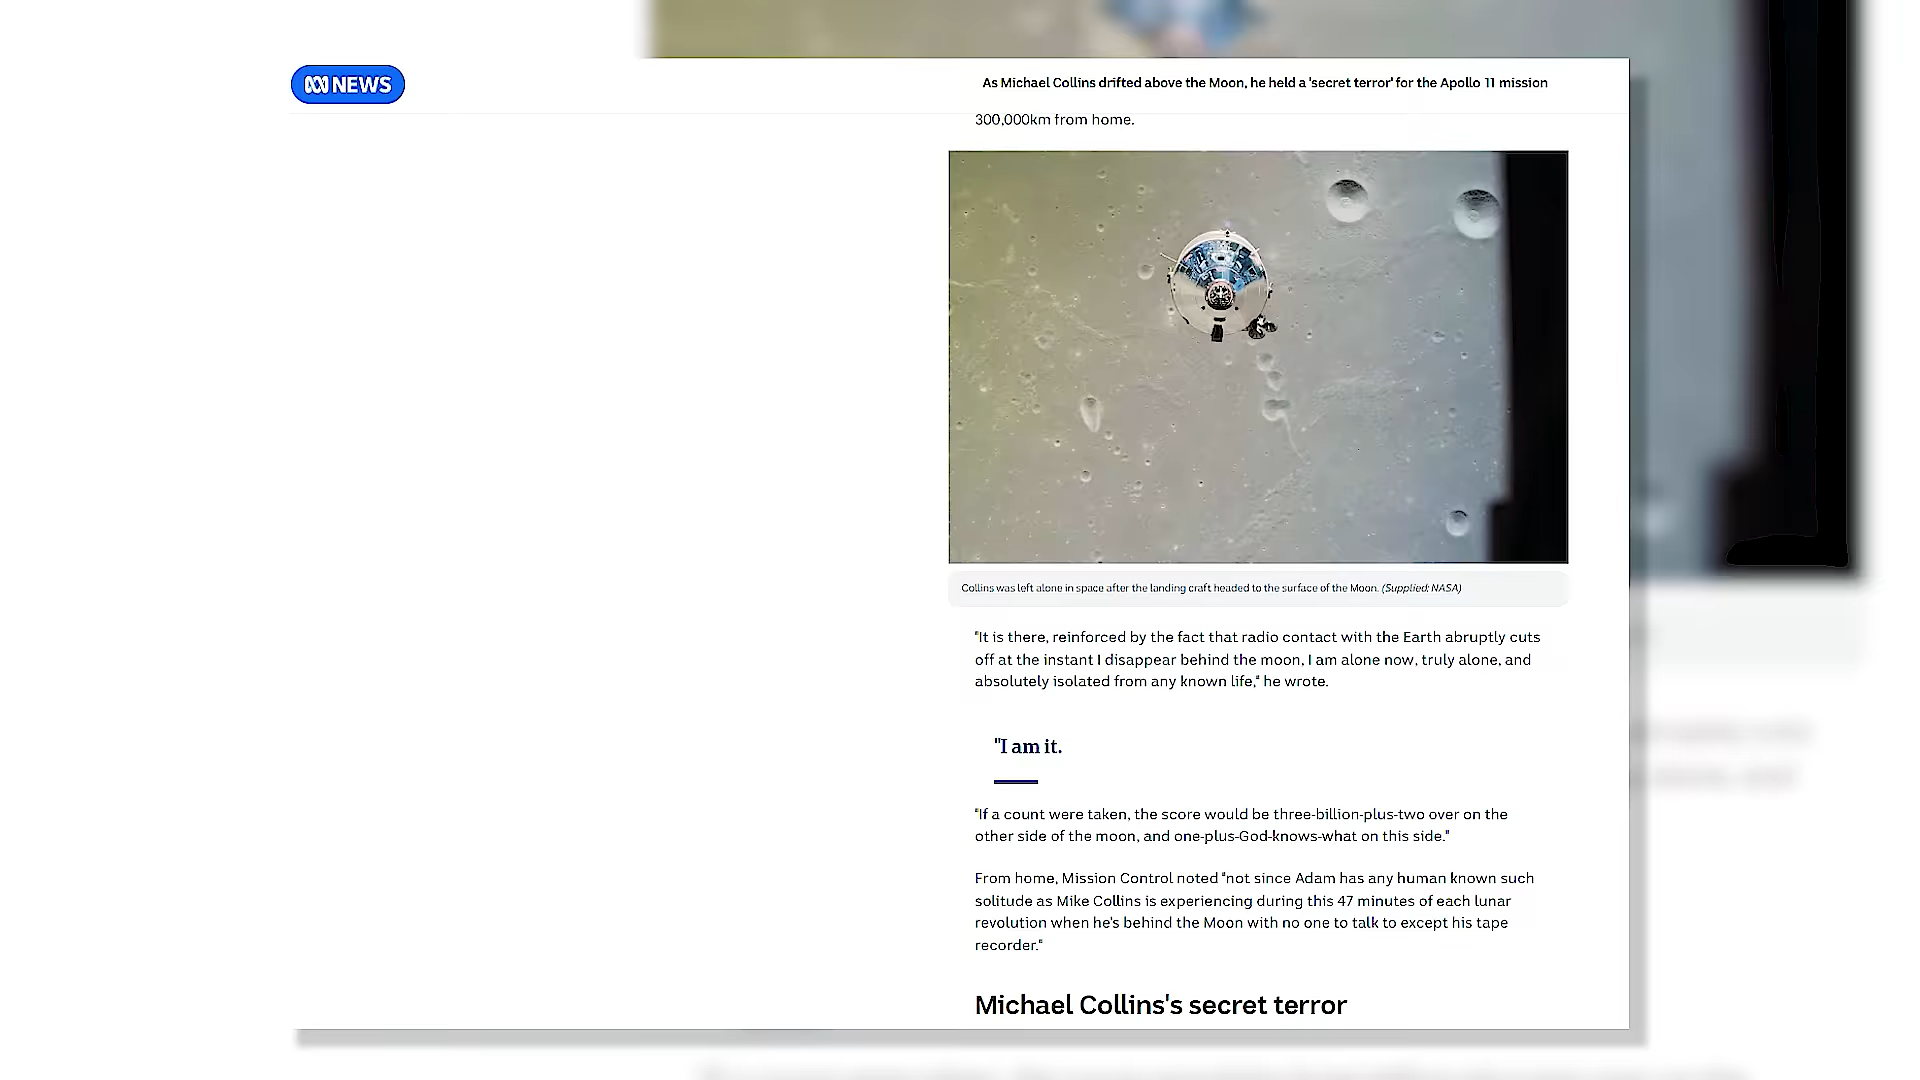 NEWS
As Michael Collins drifted above the Moon, he held a 'secret terror' for the Apollo 11 mission
300,000km from home.
Collins was left alone in space after the landing craft headed to the surface of the Moon. (Supplied: NASA)
"It is there, reinforced by the fact that radio contact with the Earth abruptly cuts
off at the instant I disappear behind the moon, I am alone now, truly alone, and
absolutely isolated from any known life," he wrote.
"I am it.
"If a count were taken, the score would be three-billion-plus-two over on the
other side of the moon, and one-plus-God-knows-what on this side."
From home, Mission Control noted "not since Adam has any human known such
solitude as Mike Collins is experiencing during this 47 minutes of each lunar
revolution when he's behind the Moon with no one to talk to except his tape
recorder."
Michael Collins's secret terror